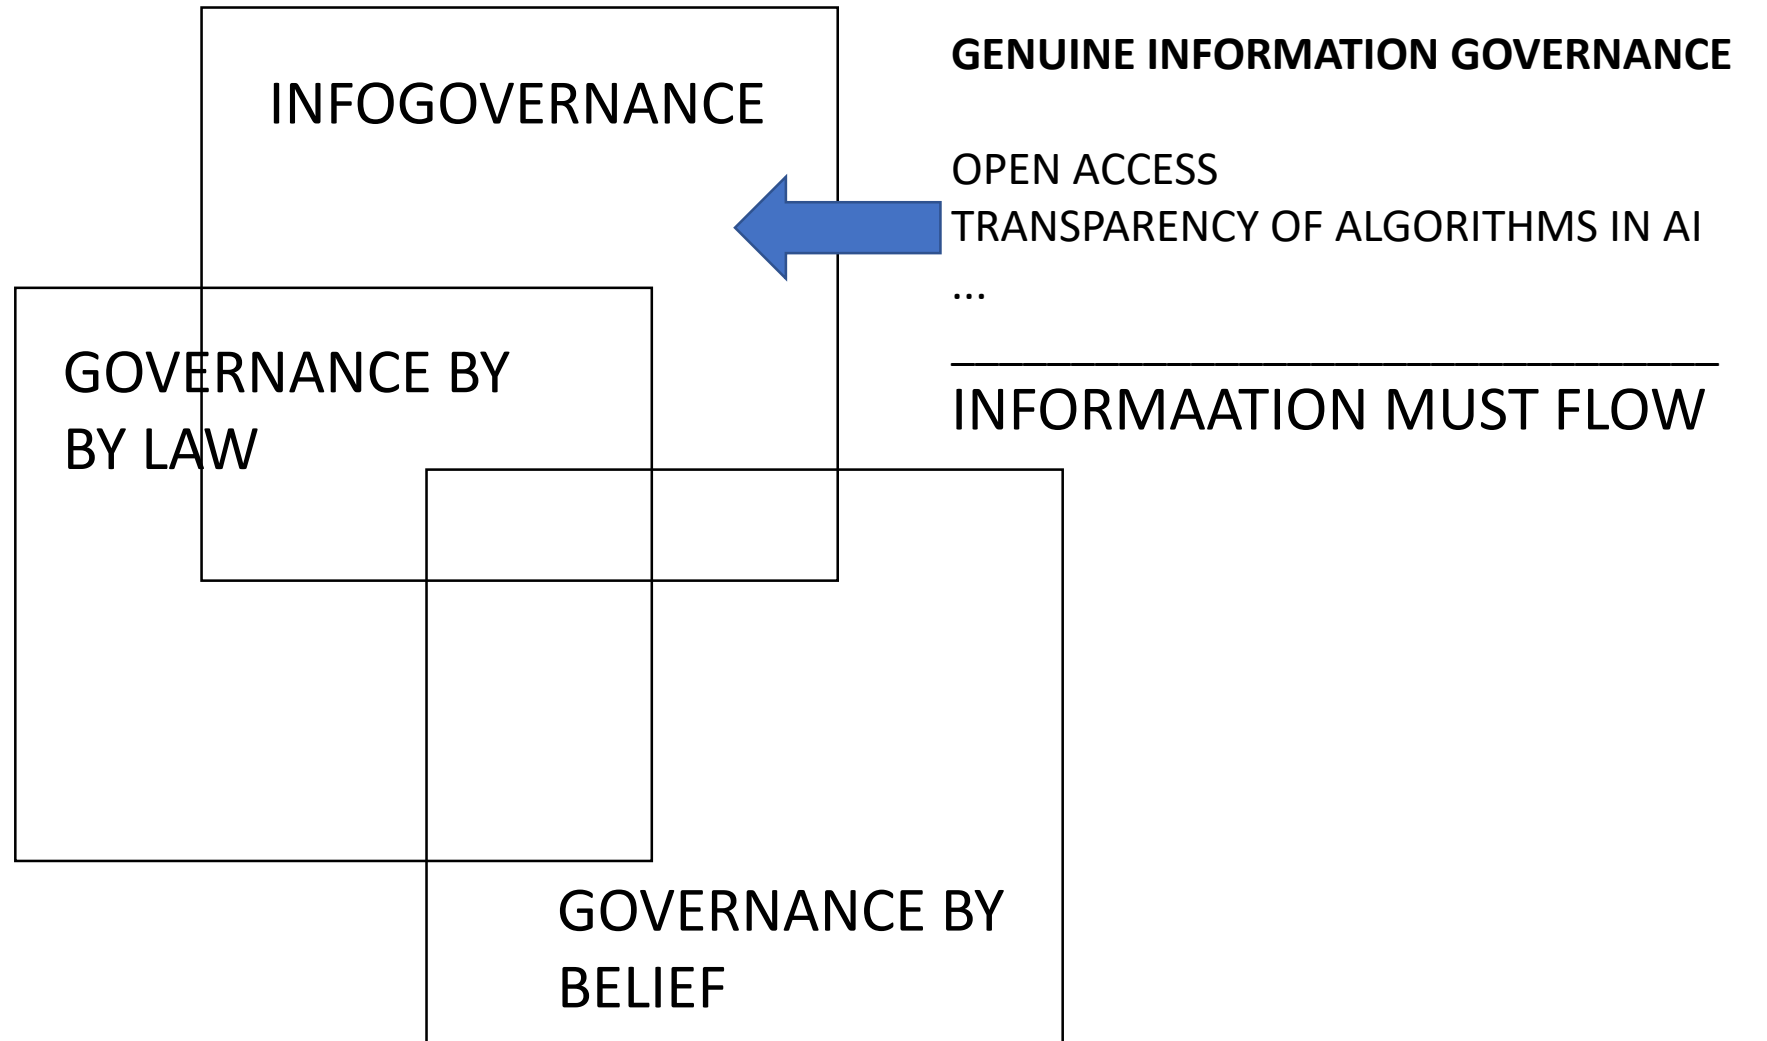 INFOGOVERNANCE
GENUINE INFORMATION GOVERNANCE
OPEN ACCESS
TRANSPARENCY OF ALGORITHMS IN AI
...
INFORMAATION MUST FLOW
GOVERNANCE BY
BY LAW
GOVERNANCE BY
BELIEF